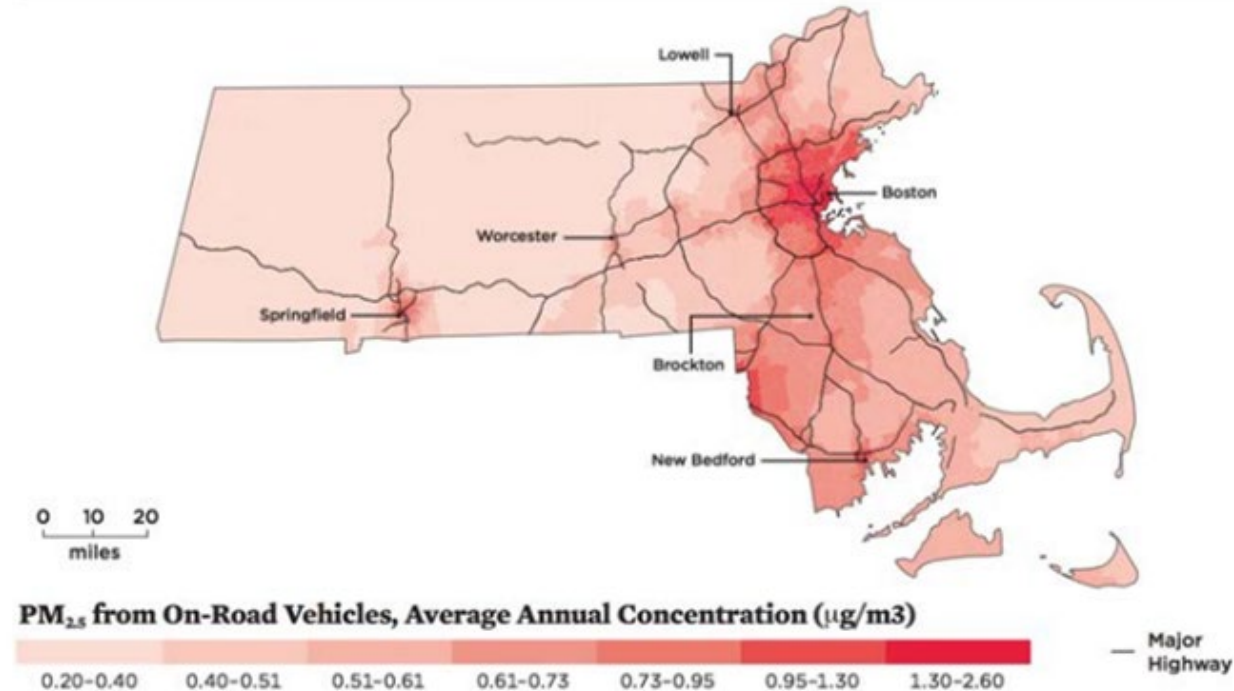 Lowell
Boston
Worcester
Springfield
Brockton
New Bedford
0 10 20
miles
PM2.5 from On-Road Vehicles, Average Annual Concentration (μg/m3)
0.20–0.40 0.40–0.51 0.51–0.61 0.61–0.73 0.73–0.95 0.95–1.30 1.30–2.60
Major
Highway